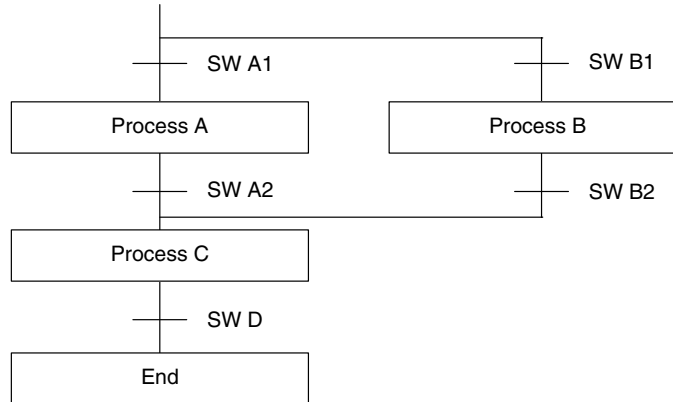 SW A1
SW B1
Process A
Process B
SW A2
SW B2
Process C
SW D
End